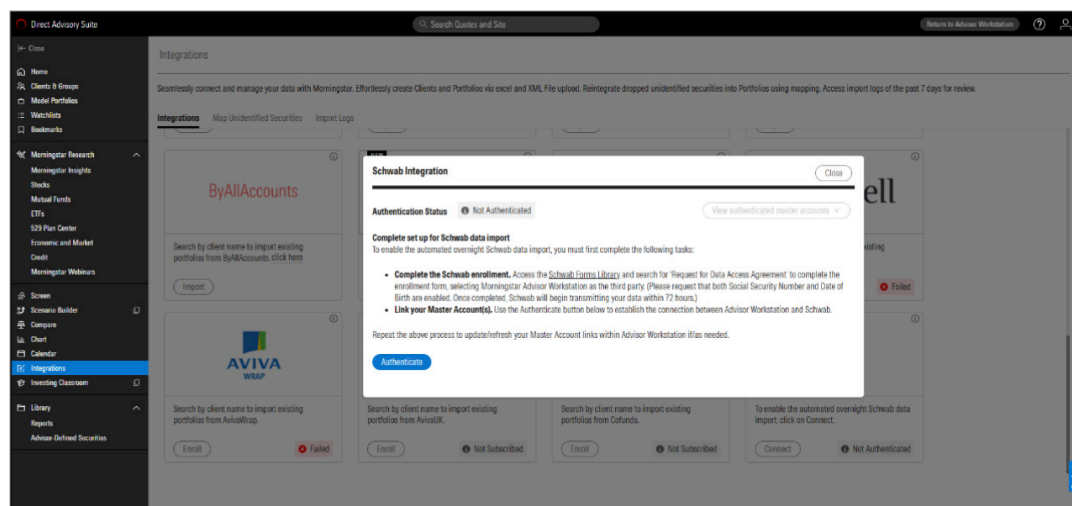 Direct Advisory Suite
Search Quotes and Site
Return to Advisor Workstation
Close
Home
Clients & Groups
Model Portfolios
Watchlists
Bookmarks
Morningstar Research
Morningstar Insights
Stocks
Mutual Funds
ETFs
529 Plan Center
Economic and Market
Credit
Morningstar Webinars
Screen
Scenario Builder
Compare
Chart
Calendar
Integrations
Investing Classroom
Library
Reports
Advisor-Defined Securities
Integrations
Seamlessly connect and manage your data with Morningstar. Effortlessly create Clients and Portfolios via excel and XML File upload. Reintegrate dropped unidentified securities into Portfolios using mapping. Access import logs of the past 7 days for review.
Integrations Map Unidentified Securities Import Logs
ByAllAccounts
Search by client name to import existing
portfolios from ByAllAccounts. click here
Import
ell
existing
Failed
Schwab Integration
Close
Authentication Status Not Authenticated
View authenticated master accounts
Complete set up for Schwab data import
To enable the automated overnight Schwab data import, you must first complete the following tasks:
• Complete the Schwab enrollment. Access the Schwab Forms Library and search for 'Request for Data Access Agreement' to complete the
enrollment form, selecting Morningstar Advisor Workstation as the third party. (Please request that both Social Security Number and Date of
Birth are enabled. Once completed, Schwab will begin transmitting your data within 72 hours.)
• Link your Master Account(s). Use the Authenticate button below to establish the connection between Advisor Workstation and Schwab.
Repeat the above process to update/refresh your Master Account links within Advisor Workstation if/as needed.
Authenticate
AVIVA
WRAP
Search by client name to import existing
portfolios from AvivaWrap.
Enroll
Failed
Search by client name to import existing
portfolios from AvivaUK.
Enroll
Not Subscribed
Search by client name to import existing
portfolios from Cofunds.
Enroll
Not Subscribed
To enable the automated overnight Schwab data
import, click on Connect.
Connect
Not Authenticated